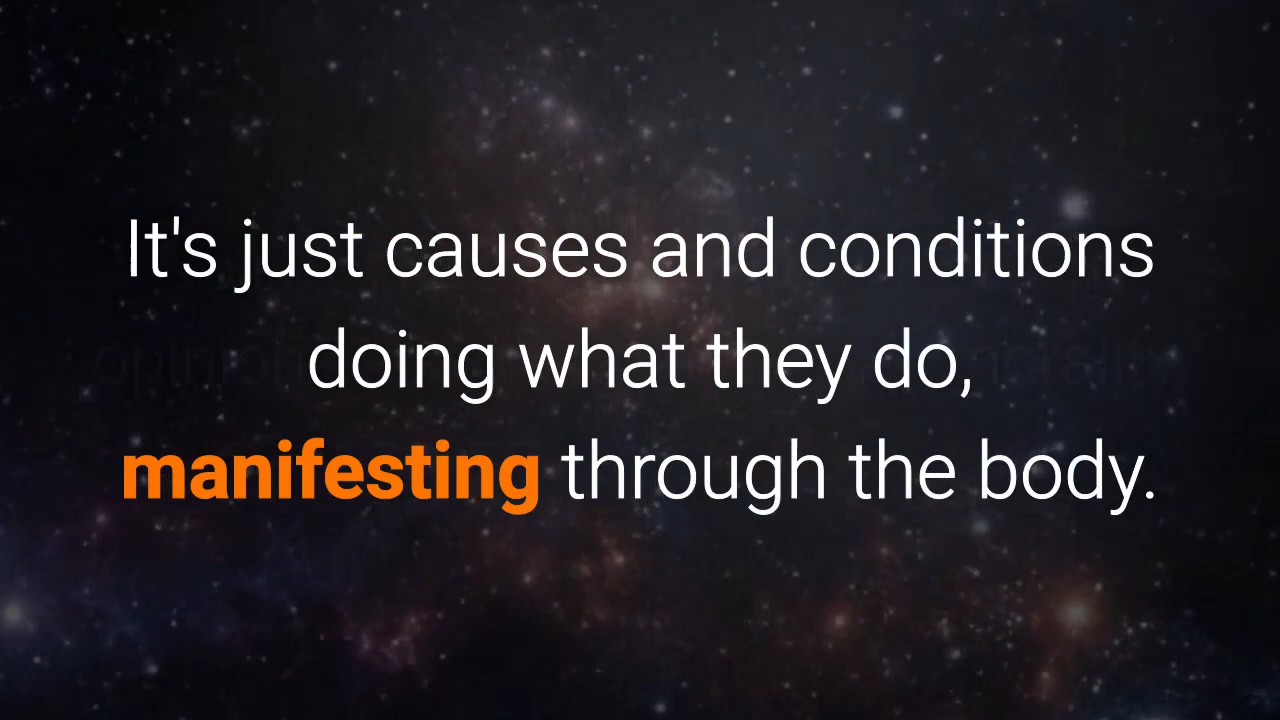 It's just causes and conditions
doing what they do,
manifesting through the body.